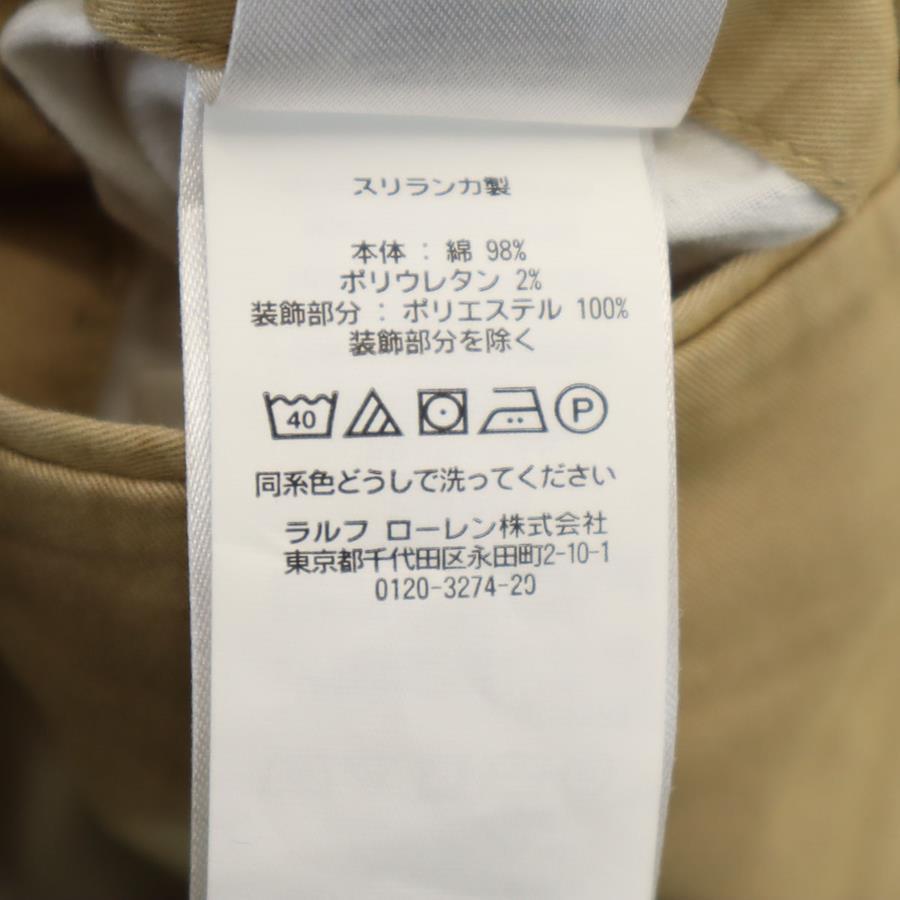 スリランカ製
本体 : 綿 98%
ポリウレタン 2%
装飾部分 : ポリエステル 100%
装飾部分を除く
40 P
同系色どうしで洗ってください
ラルフ ローレン株式会社
東京都千代田区永田町2-10-1
0120-3274-20